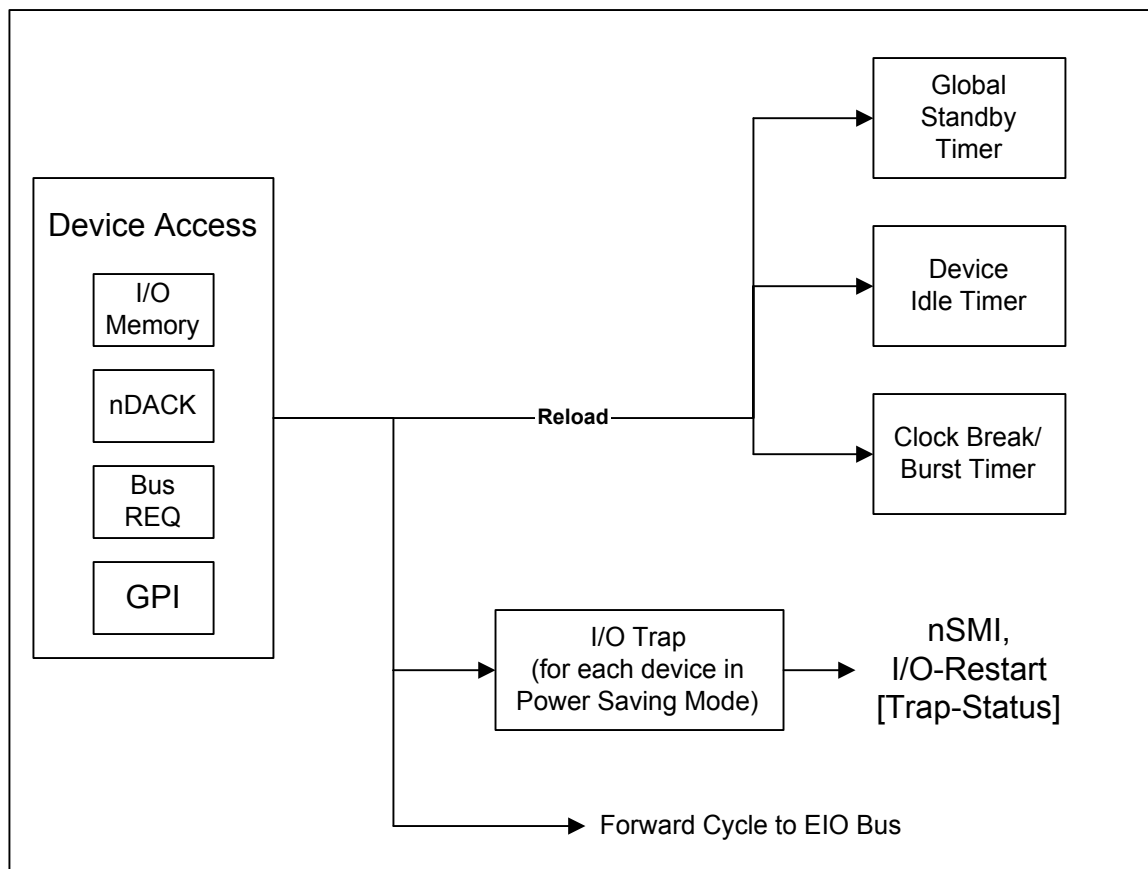 Device Access
I/O
Memory
nDACK
Bus
REQ
GPI
Reload
Global
Standby
Timer
Device
Idle Timer
Clock Break/
Burst Timer
I/O Trap
(for each device in
Power Saving Mode)
nSMI,
I/O-Restart
[Trap-Status]
Forward Cycle to EIO Bus